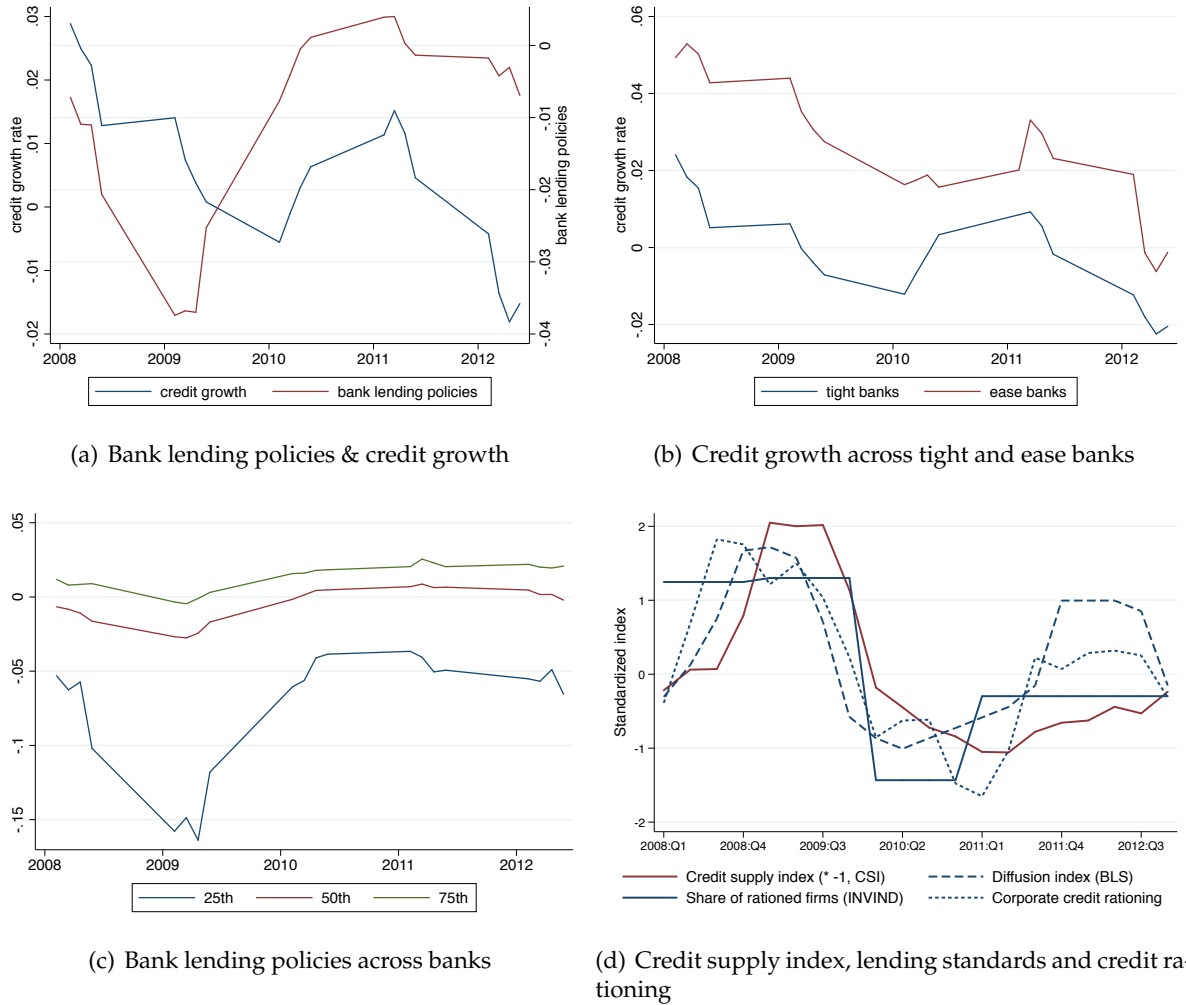 .03
.02
.01
0
-.01
-.02
credit growth rate
0
-.01
-.02
-.03
-.04
bank lending policies
2008 2009 2010 2011 2012
credit growth bank lending policies
(a) Bank lending policies & credit growth
.06
.04
.02
0
-.02
credit growth rate
2008 2009 2010 2011 2012
tight banks ease banks
(b) Credit growth across tight and ease banks
.05
0
-.05
-.1
-.15
2008 2009 2010 2011 2012
25th 50th 75th
(c) Bank lending policies across banks
2
1
0
-1
-2
Standardized index
2008:Q1 2008:Q4 2009:Q3 2010:Q2 2011:Q1 2011:Q4 2012:Q3
Credit supply index (* -1, CSI) Diffusion index (BLS)
Share of rationed firms (INVIND) Corporate credit rationing
(d) Credit supply index, lending standards and credit ra-
tioning